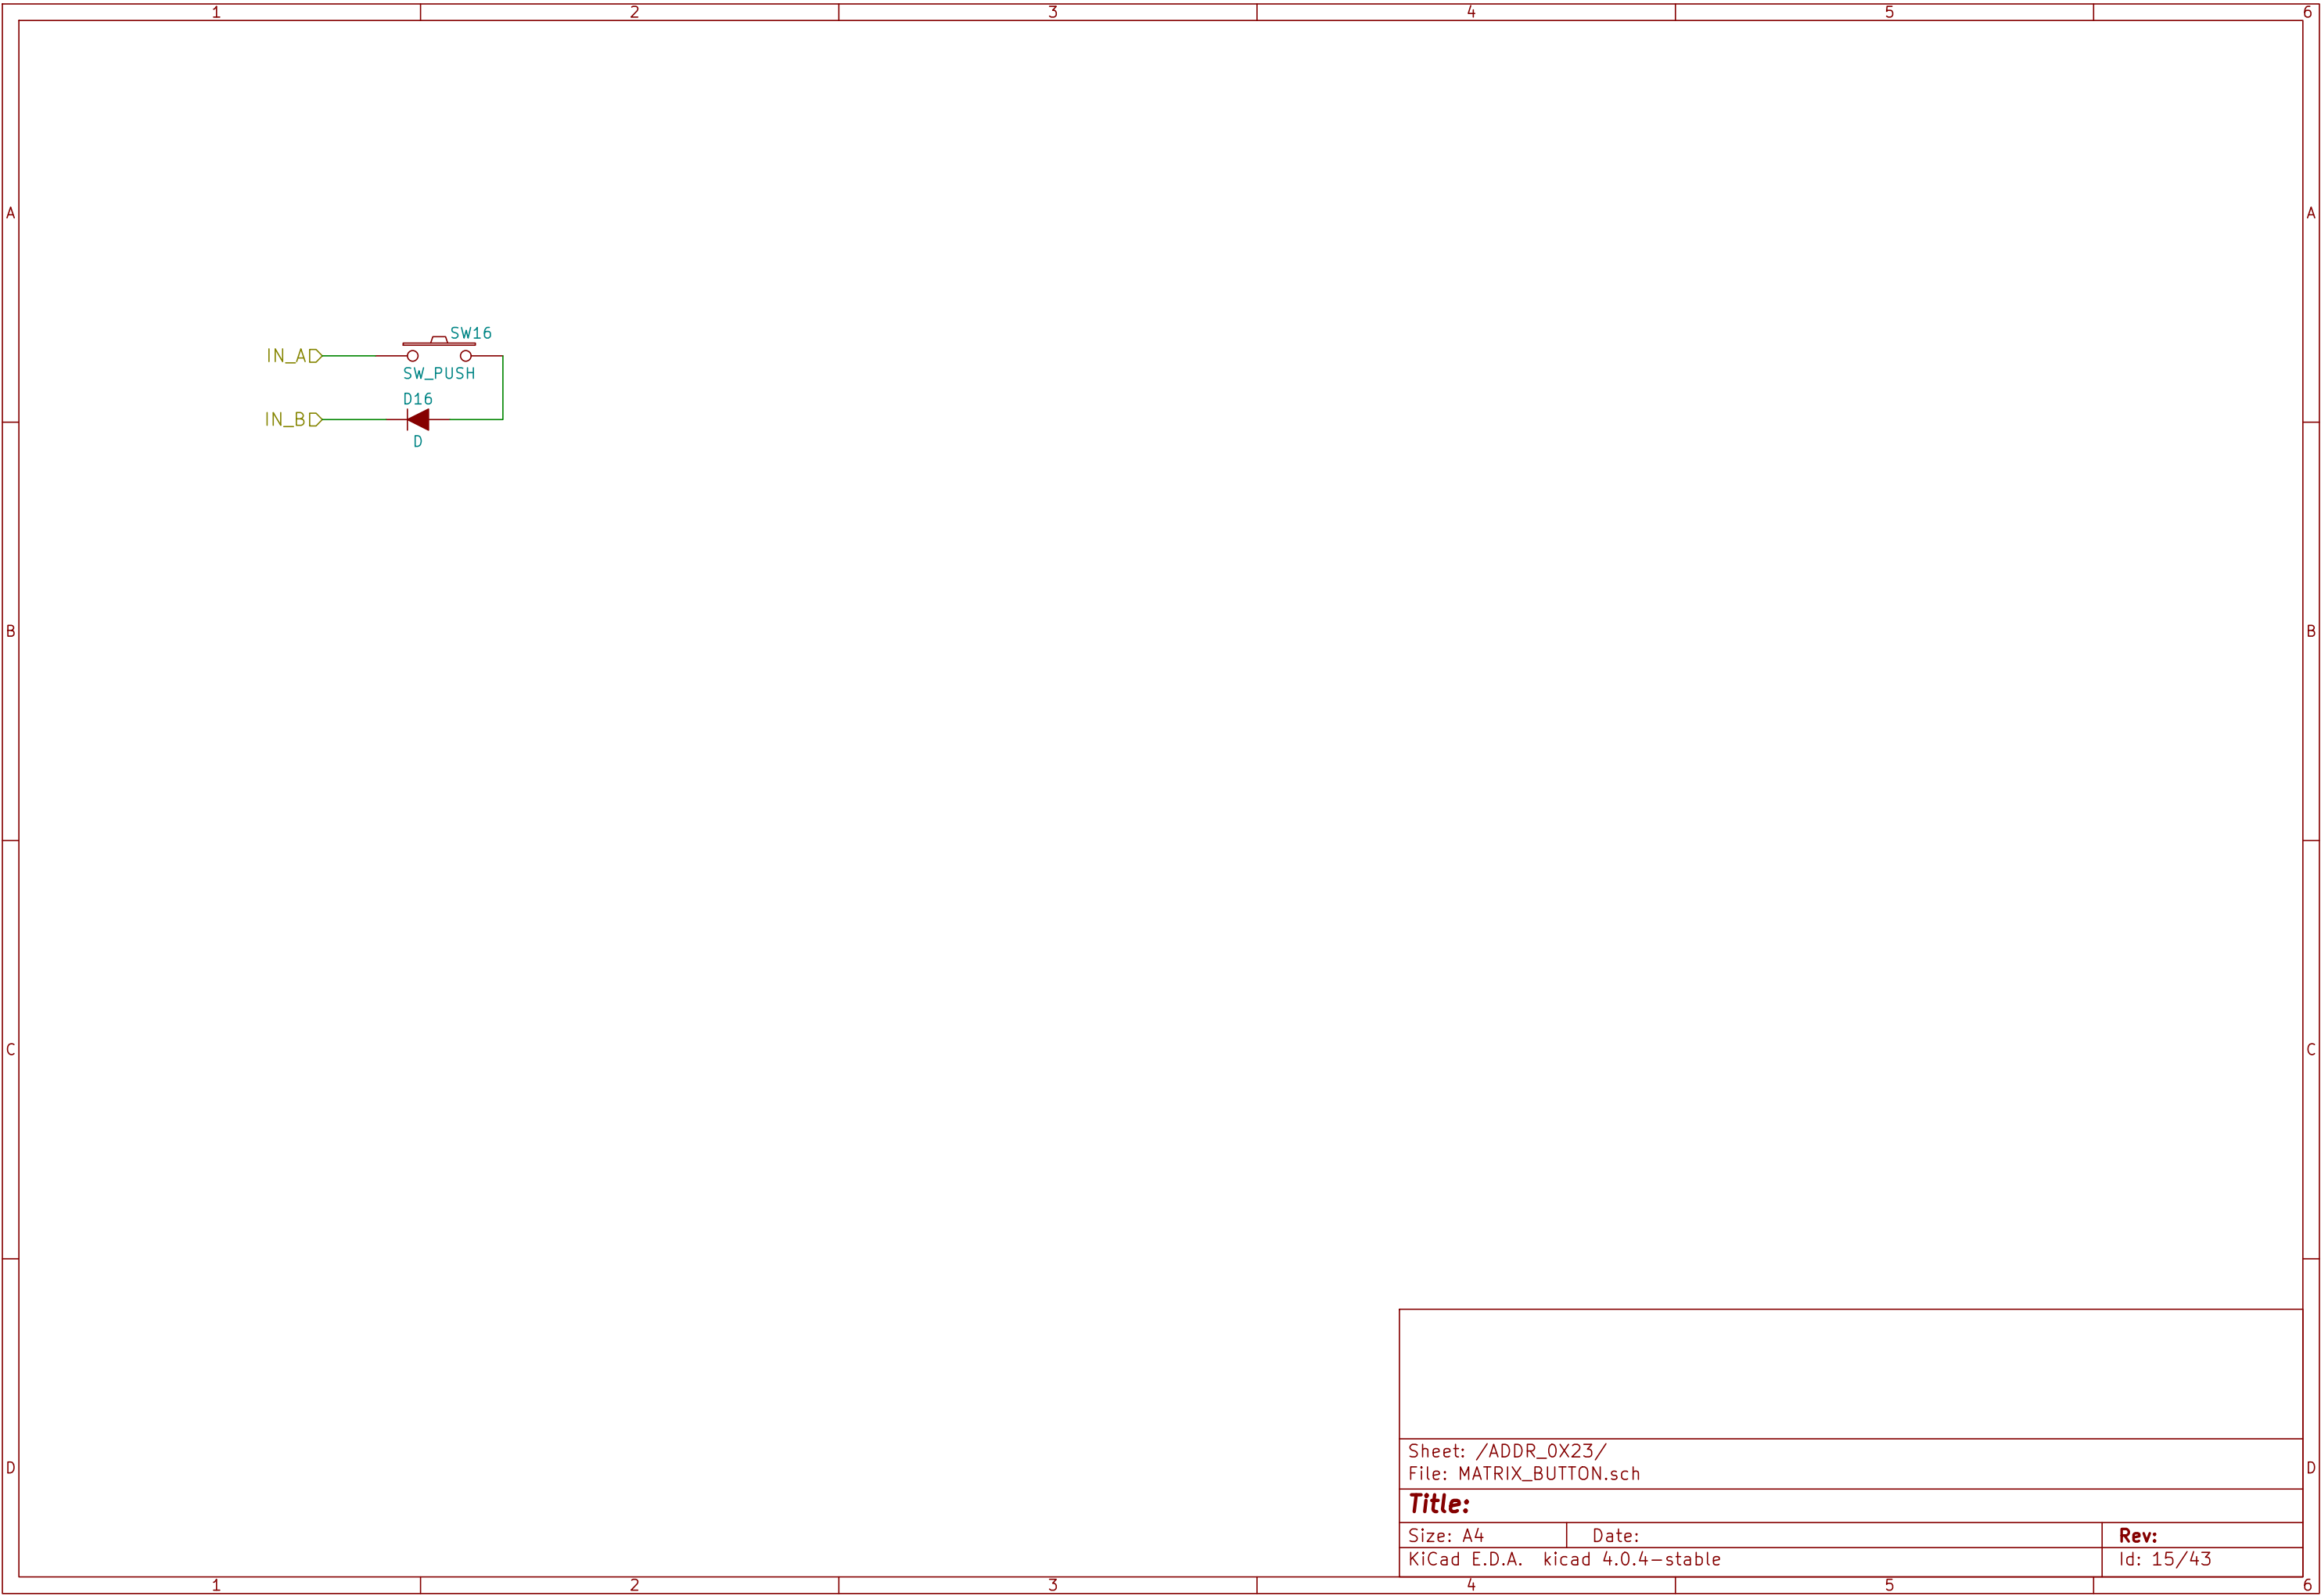 1 2 3 4 5 6
A A
SW16
IN_A
SW_PUSH
D16
IN_B
D
B B
C C
Sheet: /ADDR_0X23/
File: MATRIX_BUTTON.sch
D D
Title:
Size: A4 Date: Rev:
KiCad E.D.A. kicad 4.0.4-stable Id: 15/43
1 2 3 4 5 6